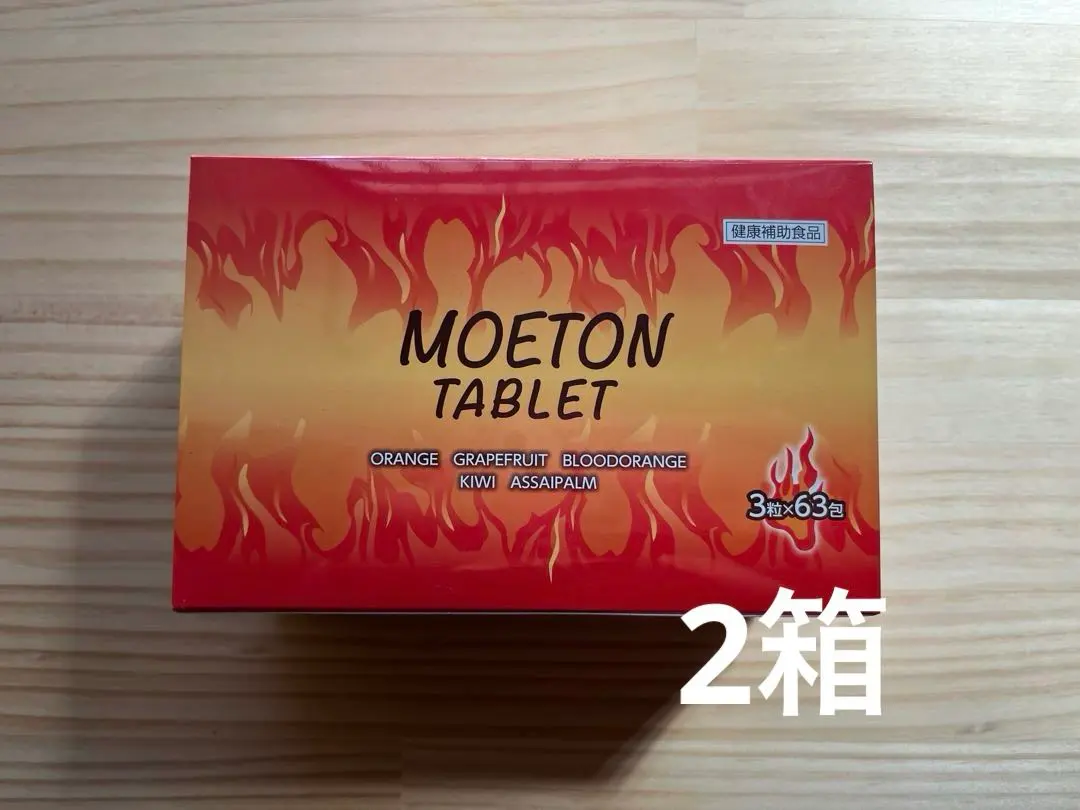 健康補助食品
MOETON
TABLET
ORANGE GRAPEFRUIT BLOODORANGE
KIWI ASSAIPALM
3粒×63包
2箱